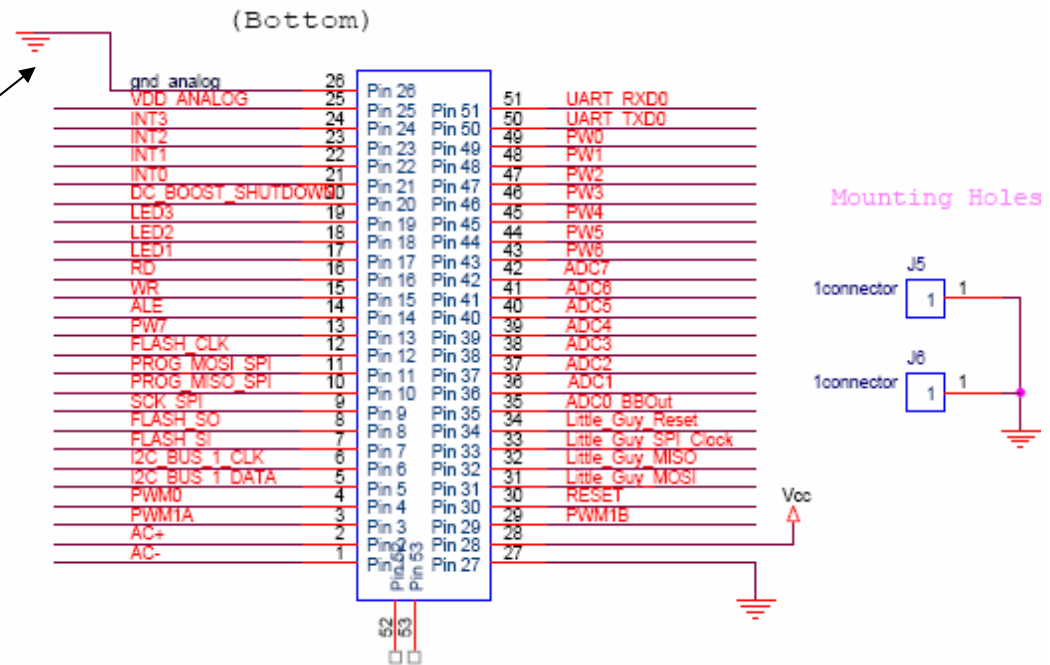 (Bottom)
gnd_analog 26 Pin 26
VDD_ANALOG 25 Pin 25 Pin 51 51 UART_RXD0
INT3 24 Pin 24 Pin 50 50 UART_TXD0
INT2 23 Pin 23 Pin 49 49 PW0
INT1 22 Pin 22 Pin 48 48 PW1
INT0 21 Pin 21 Pin 47 47 PW2
DC_BOOST_SHUTDOWN 20 Pin 20 Pin 46 46 PW3
LED3 19 Pin 19 Pin 45 45 PW4
LED2 18 Pin 18 Pin 44 44 PW5
LED1 17 Pin 17 Pin 43 43 PW6
RD 16 Pin 16 Pin 42 42 ADC7
WR 15 Pin 15 Pin 41 41 ADC6
ALE 14 Pin 14 Pin 40 40 ADC5
PW7 13 Pin 13 Pin 39 39 ADC4
FLASH_CLK 12 Pin 12 Pin 38 38 ADC3
PROG_MOSI_SPI 11 Pin 11 Pin 37 37 ADC2
PROG_MISO_SPI 10 Pin 10 Pin 36 36 ADC1
SCK_SPI 9 Pin 9 Pin 35 35 ADC0_BBOut
FLASH_SO 8 Pin 8 Pin 34 34 Little_Guy_Reset
FLASH_SI 7 Pin 7 Pin 33 33 Little_Guy_SPI_Clock
I2C_BUS_1_CLK 6 Pin 6 Pin 32 32 Little_Guy_MISO
I2C_BUS_1_DATA 5 Pin 5 Pin 31 31 Little_Guy_MOSI
PWM0 4 Pin 4 Pin 30 30 RESET
PWM1A 3 Pin 3 Pin 29 29 PWM1B
AC+ 2 Pin 28 28
AC- 1 Pin 27 27
Pin 53
52 53
Vcc
Mounting Holes
J5
1connector 1 1
J6
1connector 1 1